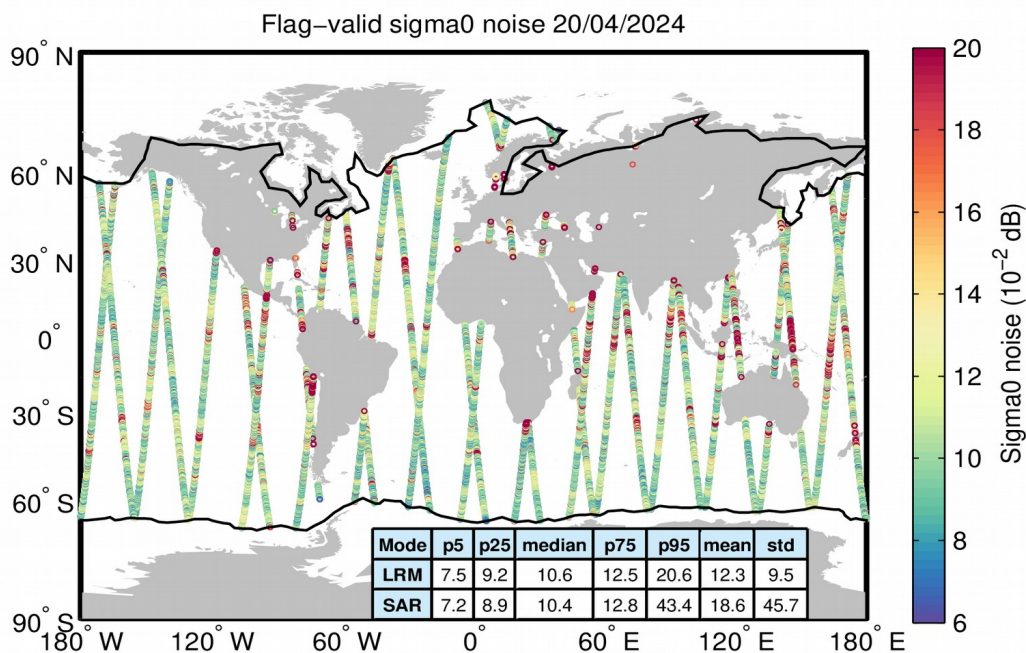 Flag−valid sigma0 noise 20/04/2024
90° N
60° N
30° N
0°
30° S
60° S
90° S
180° W
120° W
60° W
0°
60° E
120° E
180° E
Mode p5 p25 median p75 p95 mean std
LRM 7.5 9.2 10.6 12.5 20.6 12.3 9.5
SAR 7.2 8.9 10.4 12.8 43.4 18.6 45.7
20
18
16
14
12
10
8
6
Sigma0 noise (10⁻² dB)